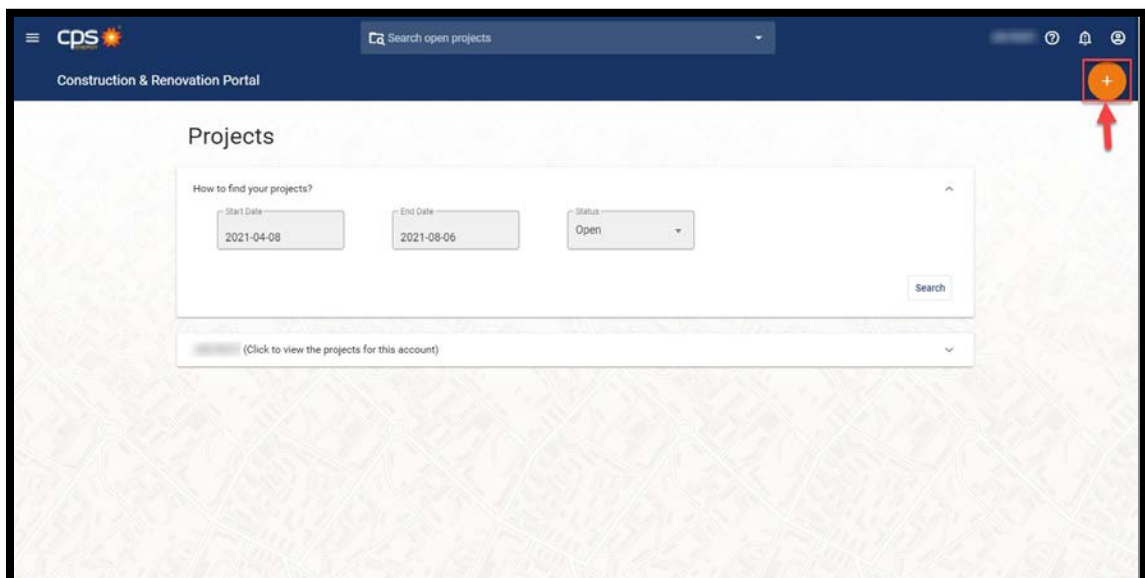 cps
ENERGY
Search open projects
Construction & Renovation Portal
Projects
How to find your projects?
Start Date
2021-04-08
End Date
2021-08-06
Status
Open
Search
(Click to view the projects for this account)